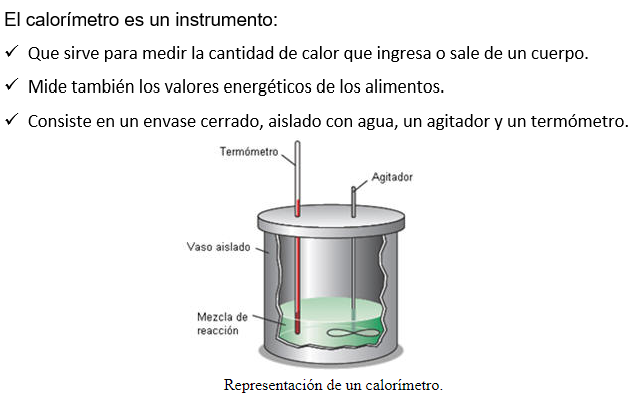 El calorímetro es un instrumento:
✓ Que sirve para medir la cantidad de calor que ingresa o sale de un cuerpo.
✓ Mide también los valores energéticos de los alimentos.
✓ Consiste en un envase cerrado, aislado con agua, un agitador y un termómetro.
Termómetro
Agitador
Vaso aislado
Mezcla de
reacción
Representación de un calorímetro.